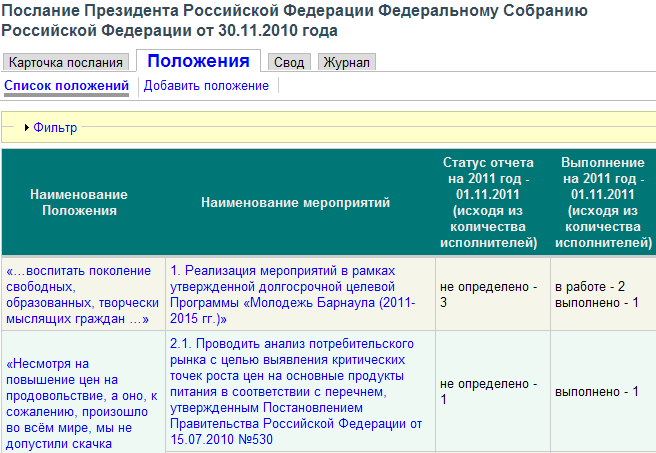 Послание Президента Российской Федерации Федеральному Собранию
Российской Федерации от 30.11.2010 года
Карточка послания
Положения
Свод
Журнал
Список положений
Добавить положение
Фильтр
Наименование
Положения
Наименование мероприятий
Статус отчета
на 2011 год -
01.11.2011
(исходя из
количества
исполнителей)
Выполнение
на 2011 год -
01.11.2011
(исходя из
количества
исполнителей)
«…воспитать поколение
свободных,
образованных, творчески
мыслящих граждан …»
1. Реализация мероприятий в рамках
утвержденной долгосрочной целевой
Программы «Молодежь Барнаула (2011-
2015 гг.)»
не определено -
3
в работе - 2
выполнено - 1
«Несмотря на
повышение цен на
продовольствие, а оно, к
сожалению, произошло
во всём мире, мы не
допустили скачка
2.1. Проводить анализ потребительского
рынка с целью выявления критических
точек роста цен на основные продукты
питания в соответствии с перечнем,
утвержденным Постановлением
Правительства Российской Федерации от
15.07.2010 №530
не определено -
1
выполнено - 1